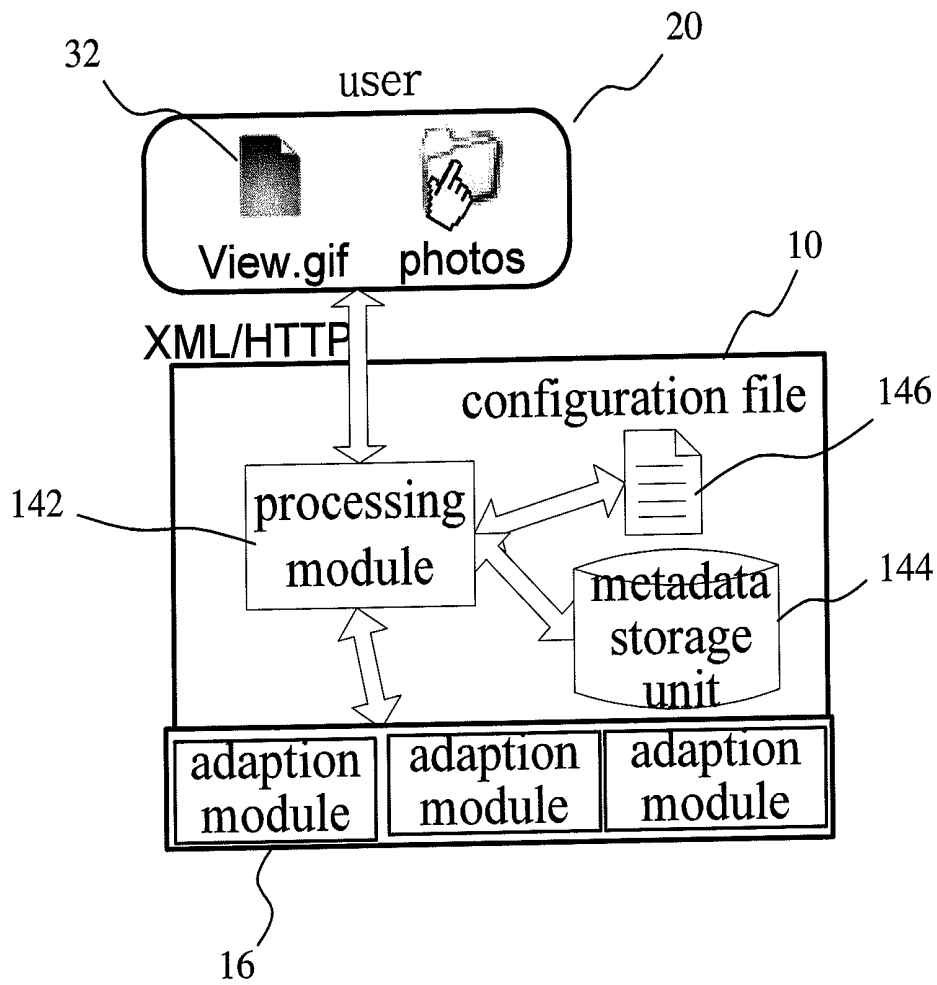 32
20
user
View.gif
photos
10
XML/HTTP
configuration file
146
142
processing
module
144
metadata
storage
unit
adaption
module
adaption
module
adaption
module
16